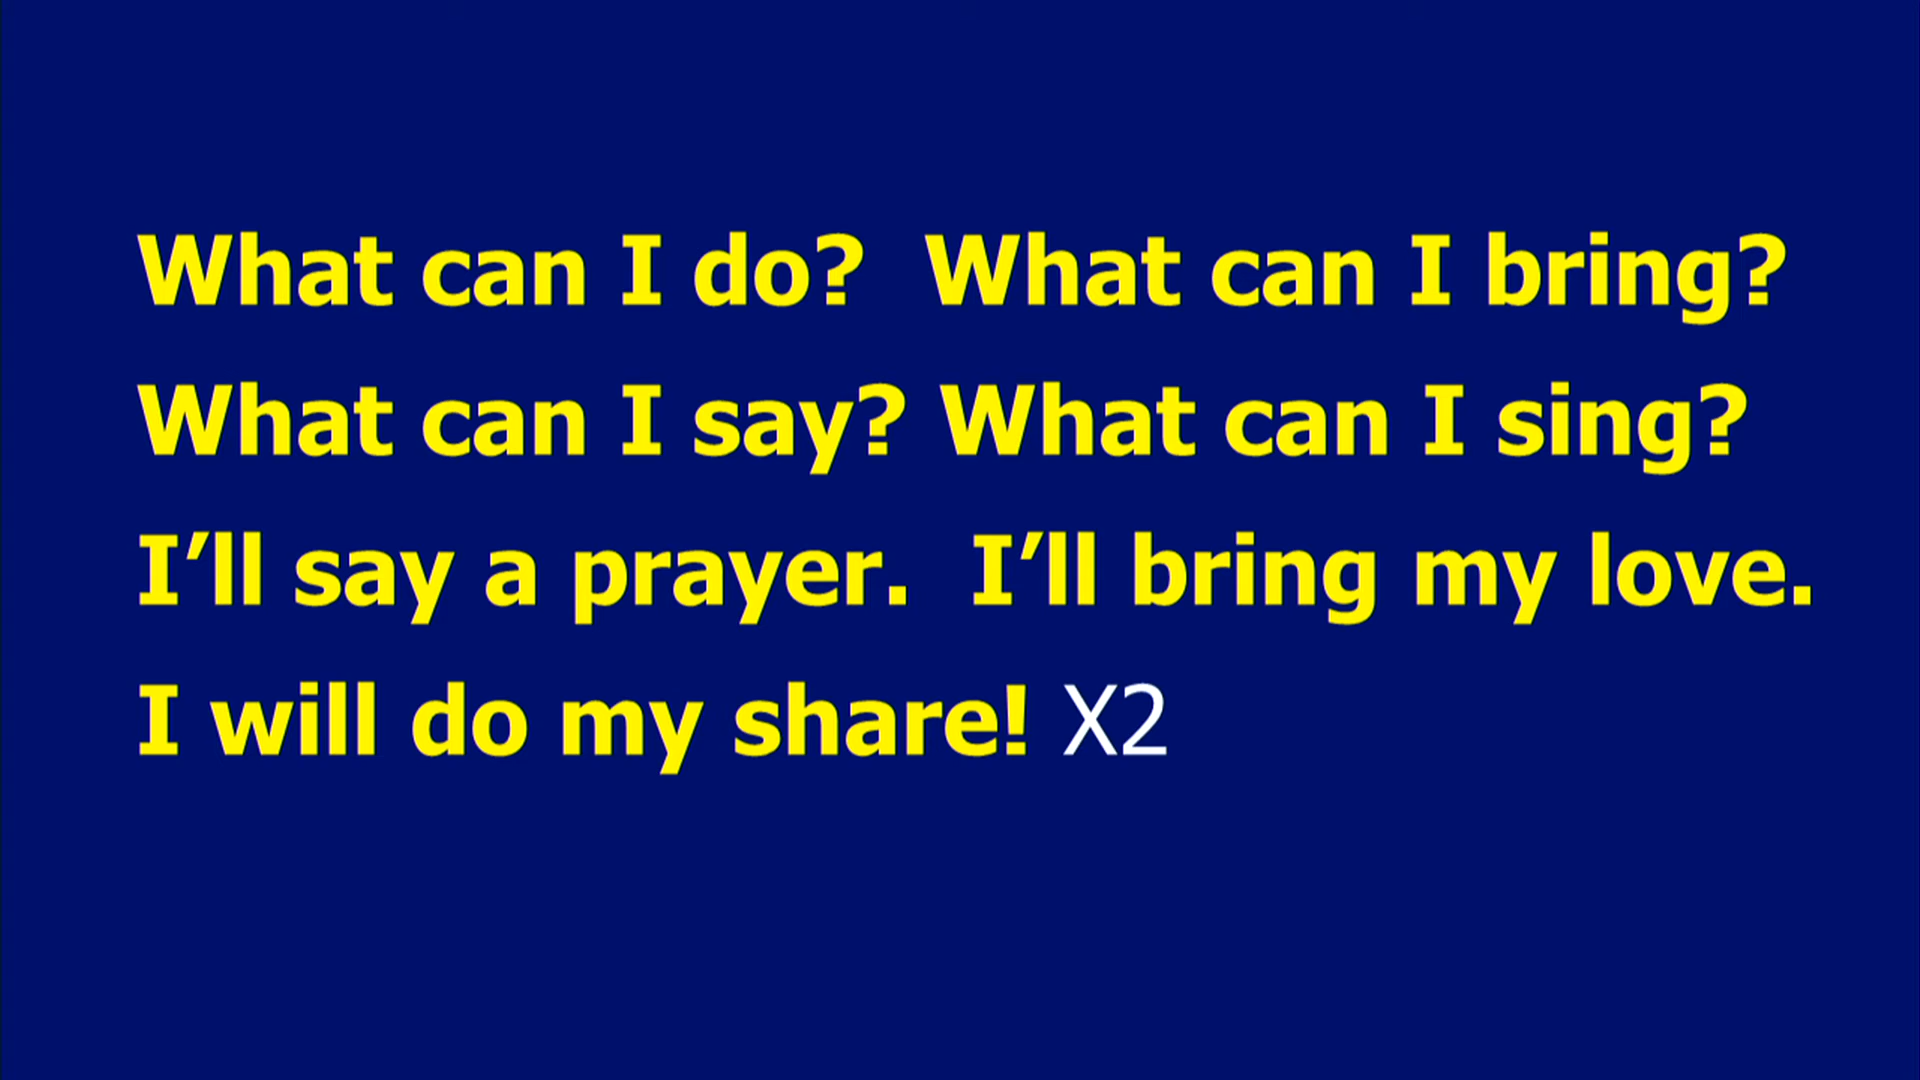 What can I do?  What can I bring?
What can I say? What can I sing?
I’ll say a prayer.  I’ll bring my love.
I will do my share! X2